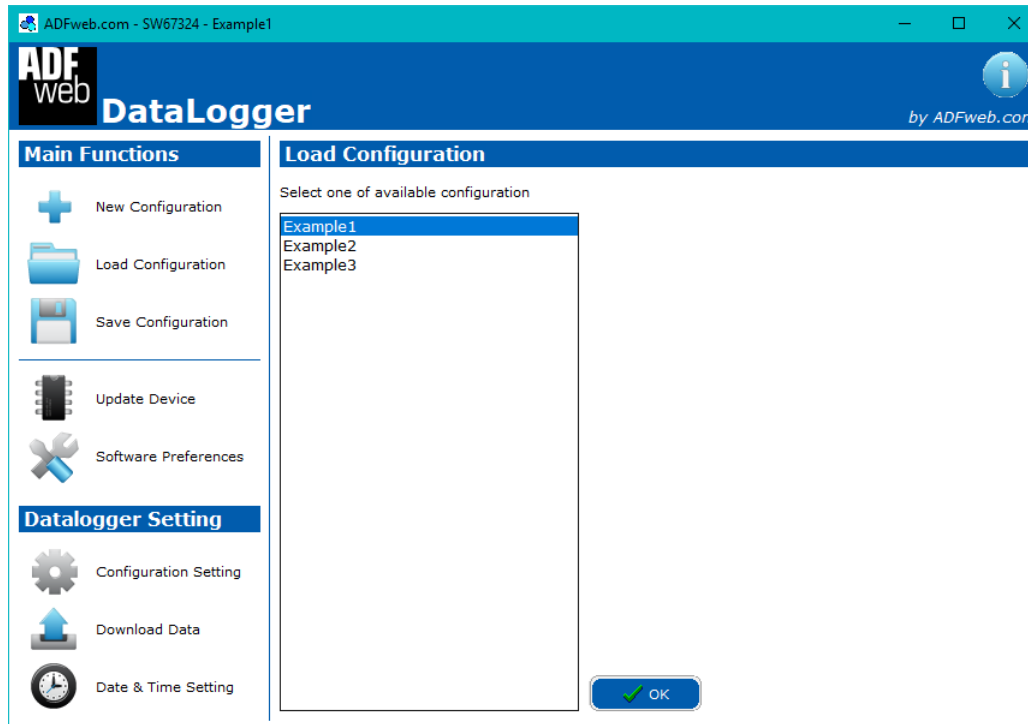 ADFweb.com - SW67324 - Example1
ADF
web
DataLogger
i
by ADFweb.com
Main Functions
New Configuration
Load Configuration
Save Configuration
Update Device
Software Preferences
Datalogger Setting
Configuration Setting
Download Data
Date & Time Setting
Load Configuration
Select one of available configuration
Example1
Example2
Example3
OK